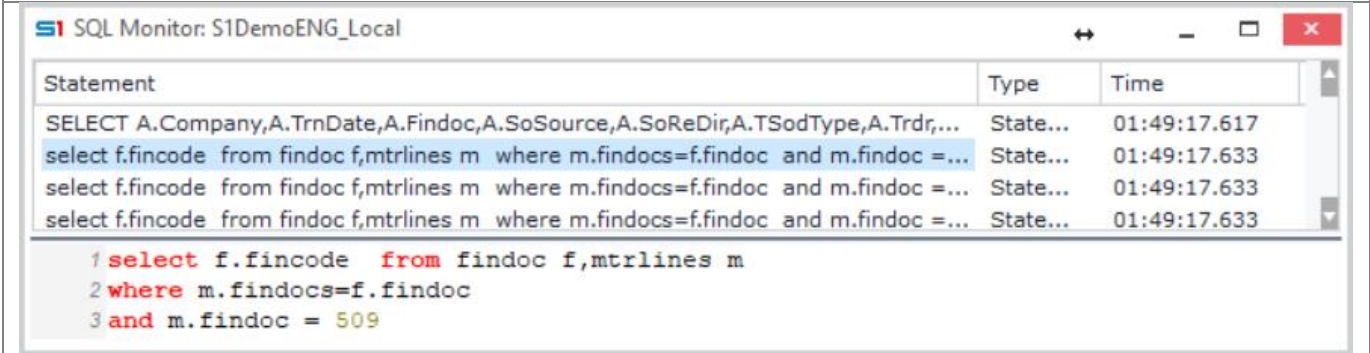 S1 SQL Monitor: S1DemoENG_Local
Statement Type Time
SELECT A.Company,A.TrnDate,A.Findoc,A.SoSource,A.SoReDir,A.TSodType,A.Trdr,... State... 01:49:17.617
select f.fincode  from findoc f,mtrlines m  where m.findocs=f.findoc  and m.findoc =... State... 01:49:17.633
select f.fincode  from findoc f,mtrlines m  where m.findocs=f.findoc  and m.findoc =... State... 01:49:17.633
select f.fincode  from findoc f,mtrlines m  where m.findocs=f.findoc  and m.findoc =... State... 01:49:17.633
1 select f.fincode  from findoc f,mtrlines m
2 where m.findocs=f.findoc
3 and m.findoc = 509